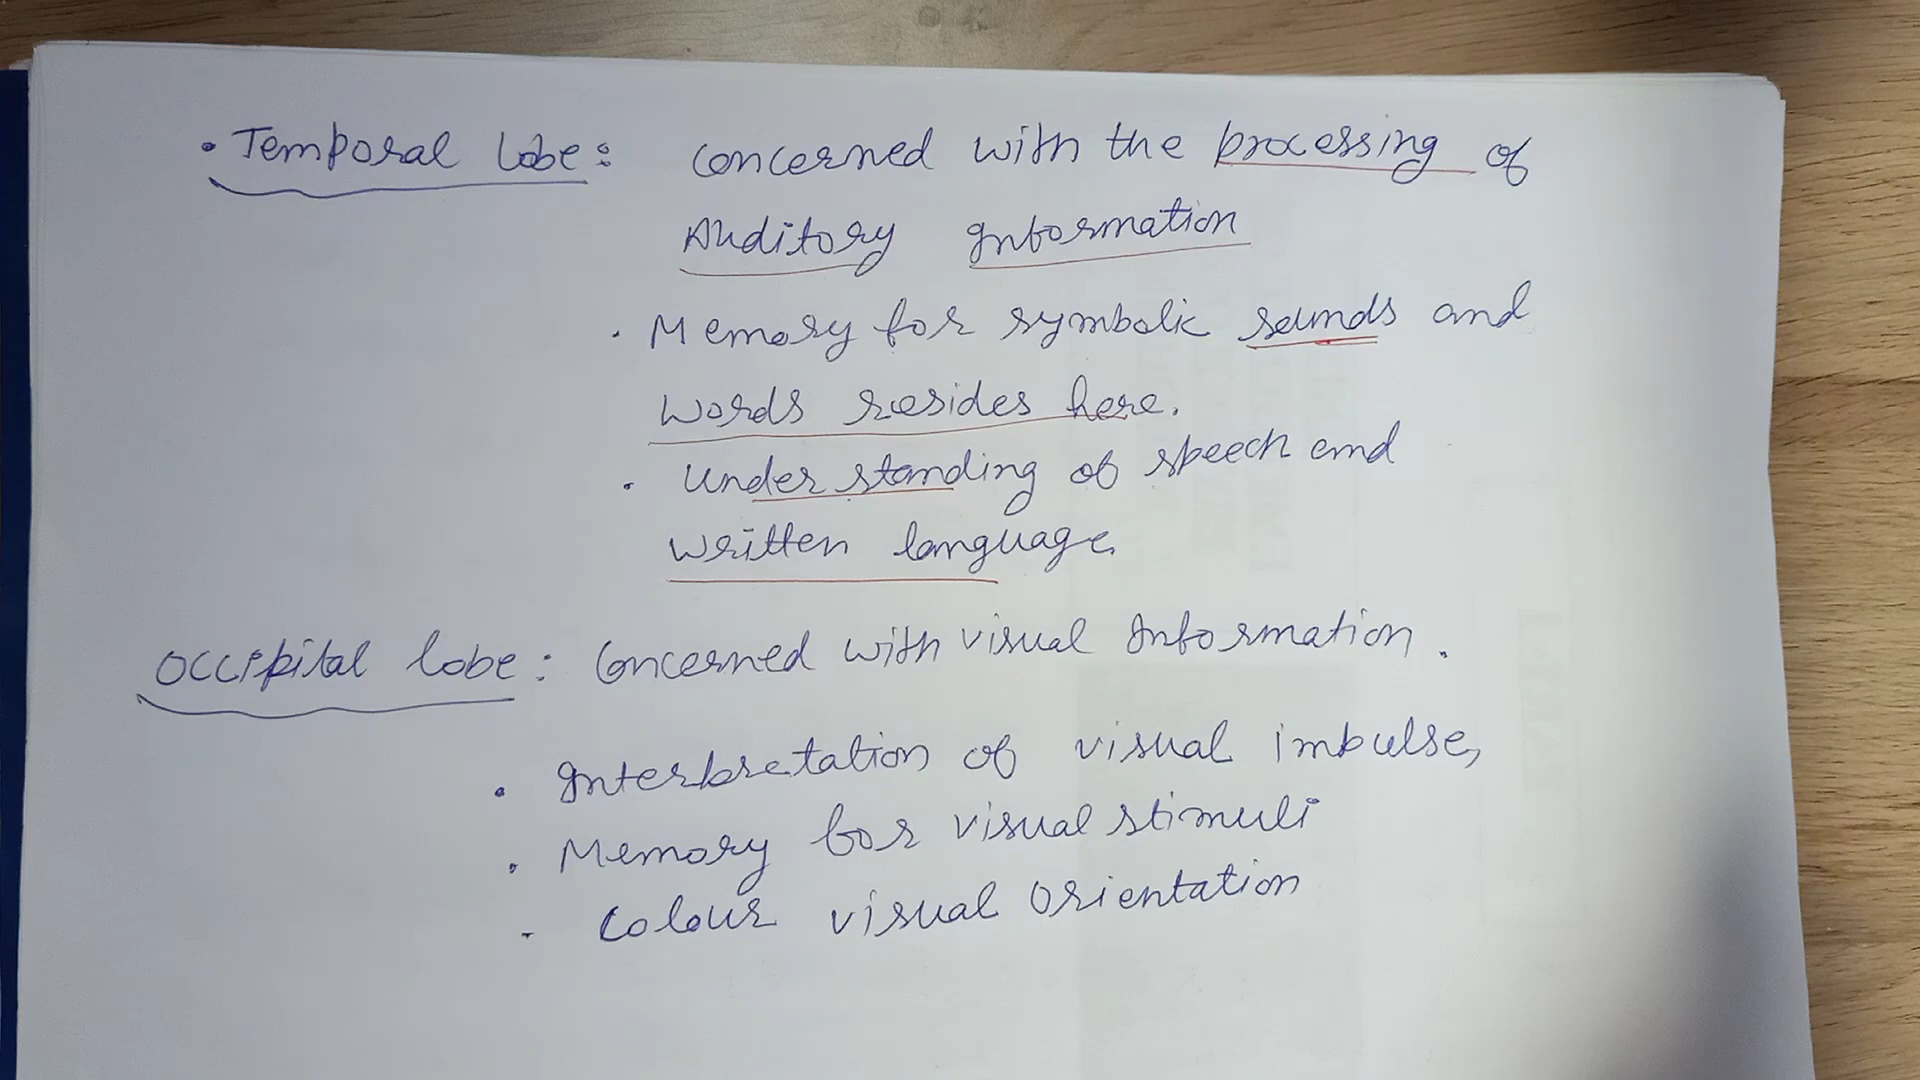 • Temporal lobe: Concerned with the processing of
Auditory Information
• Memory for symbolic sounds and
words resides here.
• Understanding of speech and
written language.
Occipital lobe: Concerned with visual Information.
• Interpretation of visual impulse,
• Memory for visual stimuli
• Colour visual Orientation